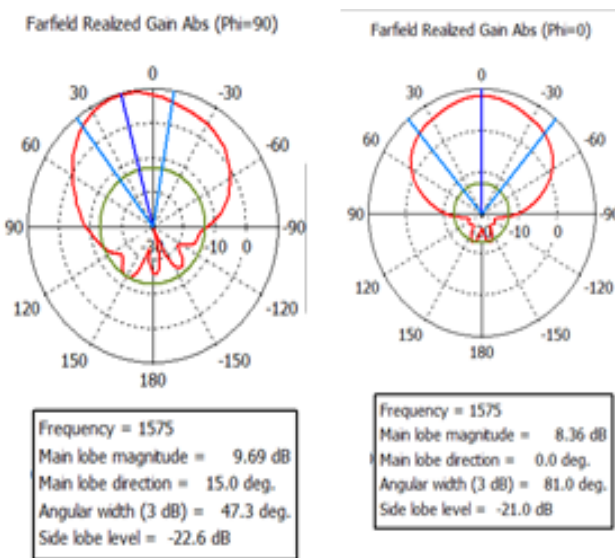 Farfield Realized Gain Abs (Phi=90)
0
30 -30
60 -60
90 -10 0 -90
120 -120
150 -150
180
Frequency = 1575
Main lobe magnitude = 9.69 dB
Main lobe direction = 15.0 deg.
Angular width (3 dB) = 47.3 deg.
Side lobe level = -22.6 dB
Farfield Realized Gain Abs (Phi=0)
0
30 -30
60 -60
90 -10 0 -90
120 -120
150 -150
180
Frequency = 1575
Main lobe magnitude = 8.36 dB
Main lobe direction = 0.0 deg.
Angular width (3 dB) = 81.0 deg.
Side lobe level = -21.0 dB